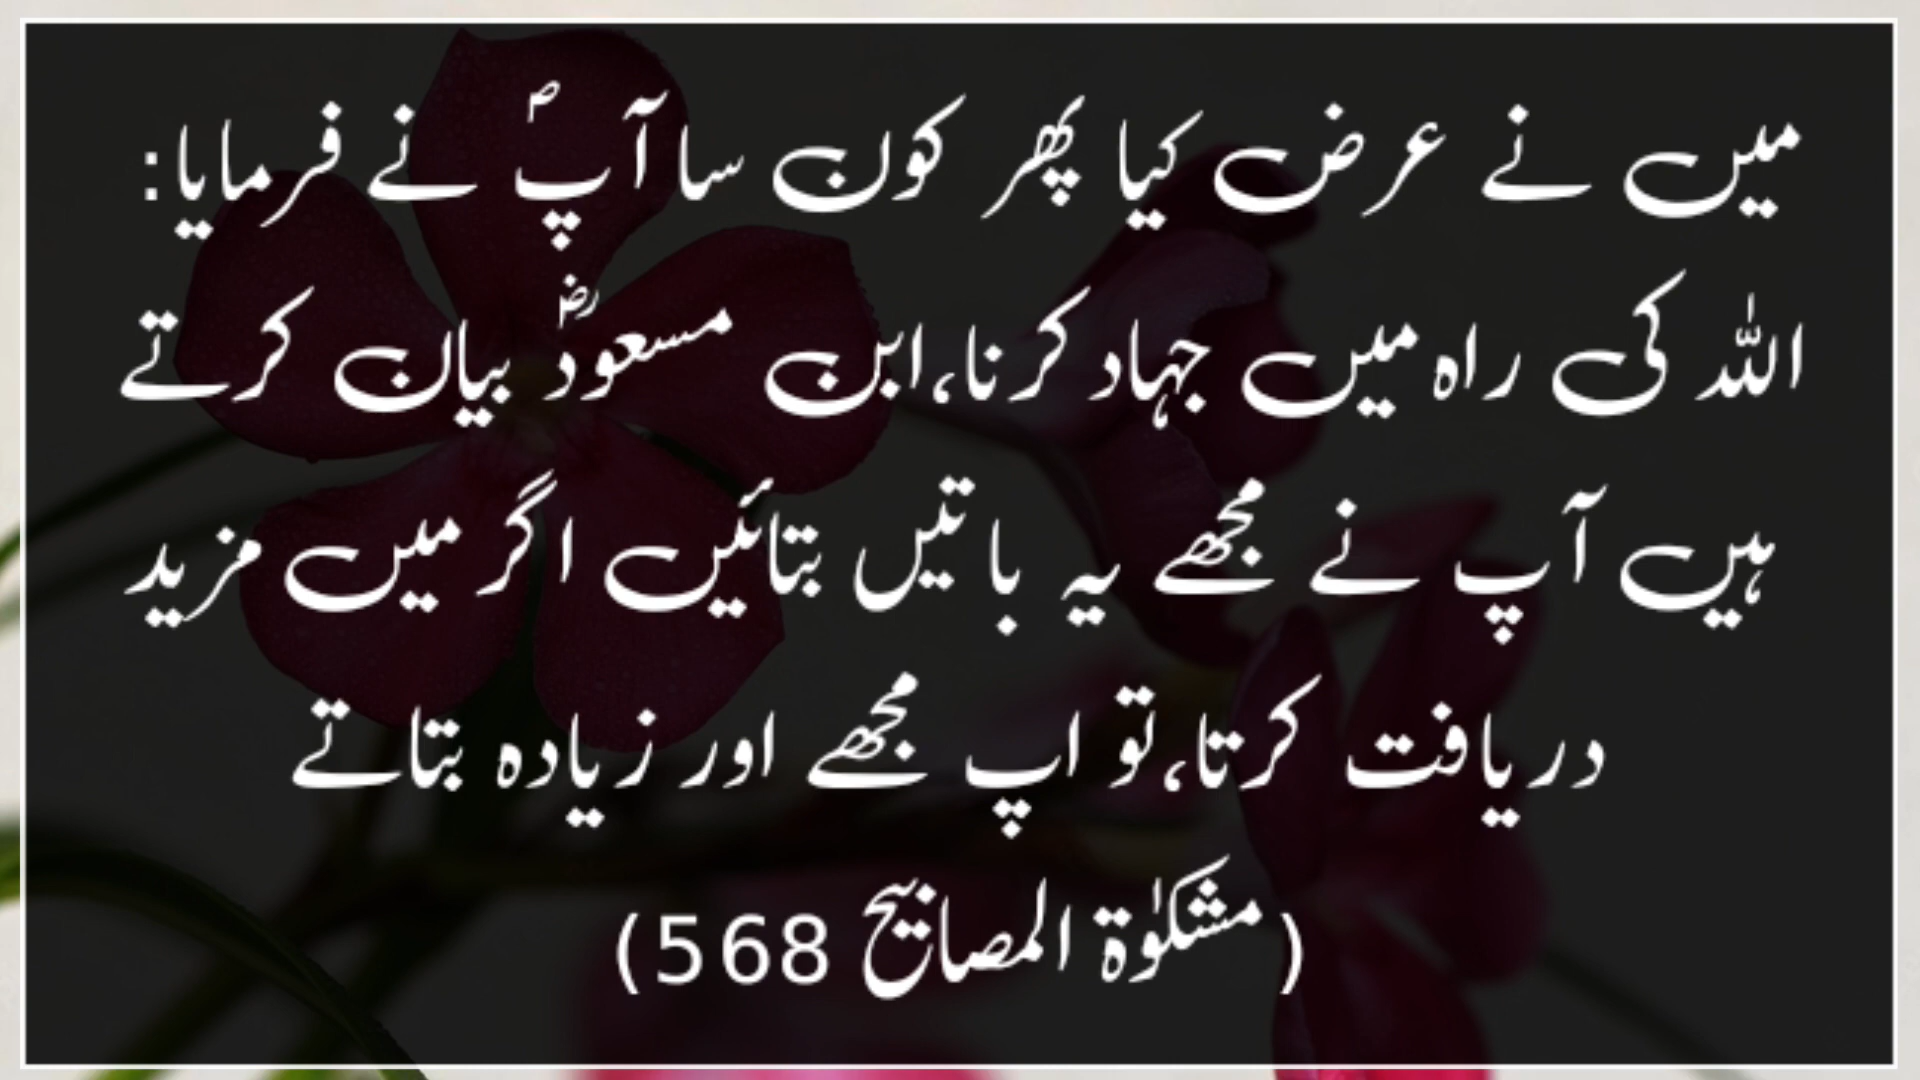 میں نے عرض کیا پھر کون سا آپؐ نے فرمایا:
اللہ کی راہ میں جہاد کرنا،ابن مسعودؓ بیان کرتے
ہیں آپ نے مجھے یہ باتیں بتائیں اگر میں مزید
دریافت کرتا،تو اپ مجھے اور زیادہ بتاتے
(مشکوٰۃ المصابیح 568)